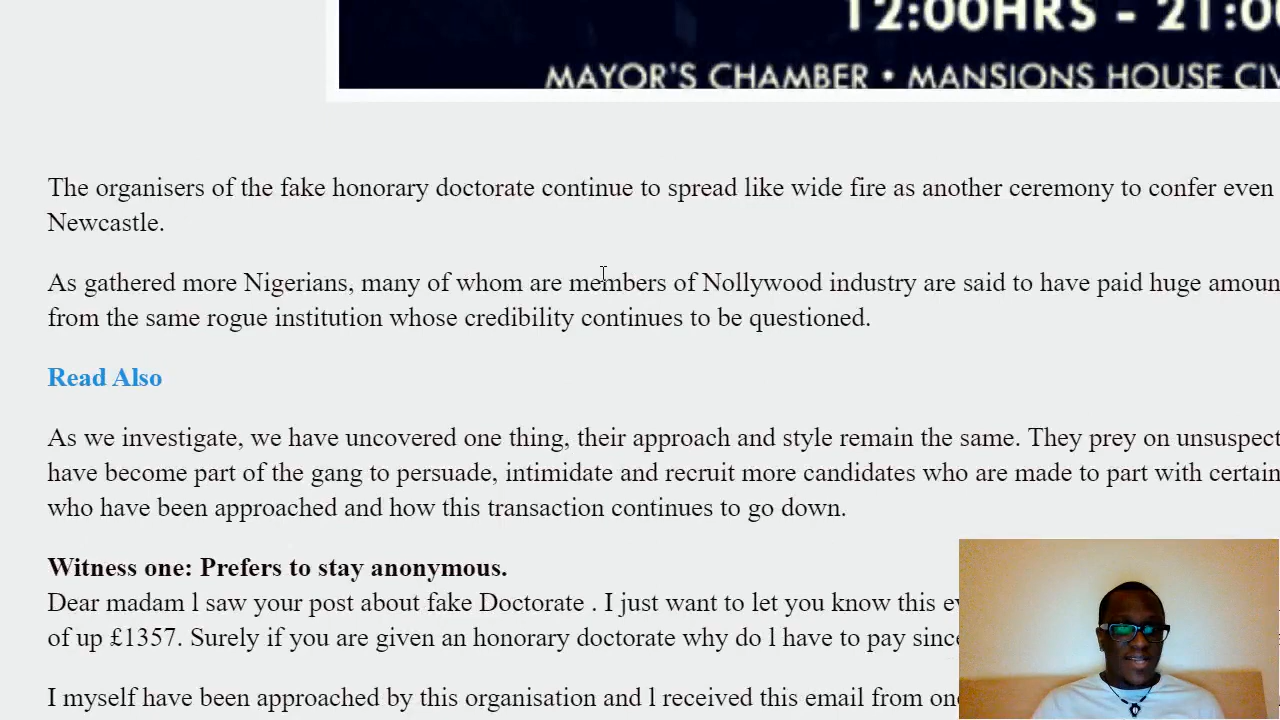 12:00HRS - 21:0
MAYOR'S CHAMBER • MANSIONS HOUSE CIV
The organisers of the fake honorary doctorate continue to spread like wide fire as another ceremony to confer even
Newcastle.
As gathered more Nigerians, many of whom are members of Nollywood industry are said to have paid huge amoun
from the same rogue institution whose credibility continues to be questioned.
Read Also
As we investigate, we have uncovered one thing, their approach and style remain the same. They prey on unsuspect
have become part of the gang to persuade, intimidate and recruit more candidates who are made to part with certain
who have been approached and how this transaction continues to go down.
Witness one: Prefers to stay anonymous.
Dear madam l saw your post about fake Doctorate . I just want to let you know this ev
of up £1357. Surely if you are given an honorary doctorate why do l have to pay since
I myself have been approached by this organisation and l received this email from one